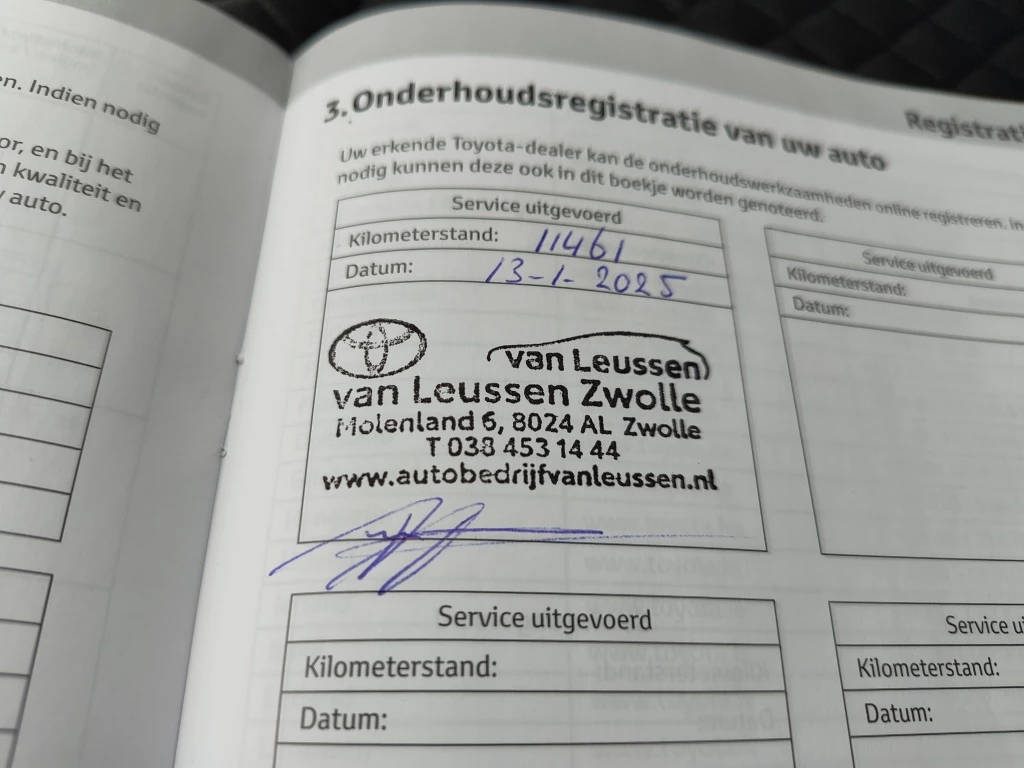 en. Indien nodig
or, en bij het
n kwaliteit en
w auto.
Registrati
3. Onderhoudsregistratie van uw auto
Uw erkende Toyota-dealer kan de onderhoudswerkzaamheden online registreren. In
nodig kunnen deze ook in dit boekje worden genoteerd.
Service uitgevoerd
Kilometerstand: 11461
Datum: 13-1-2025
van Leussen
van Leussen Zwolle
Molenland 6, 8024 AL Zwolle
T 038 453 14 44
www.autobedrijfvanleussen.nl
Service uitgevoerd
Kilometerstand:
Datum:
Service uitgevoerd
Kilometerstand:
Datum:
Service ui
Kilometerstand:
Datum: